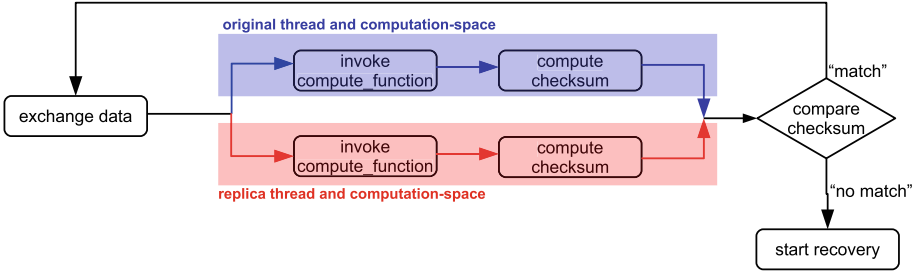 original thread and computation-space
invoke
compute_function
compute
checksum
exchange data
"match"
compare
checksum
invoke
compute_function
compute
checksum
replica thread and computation-space
"no match"
start recovery